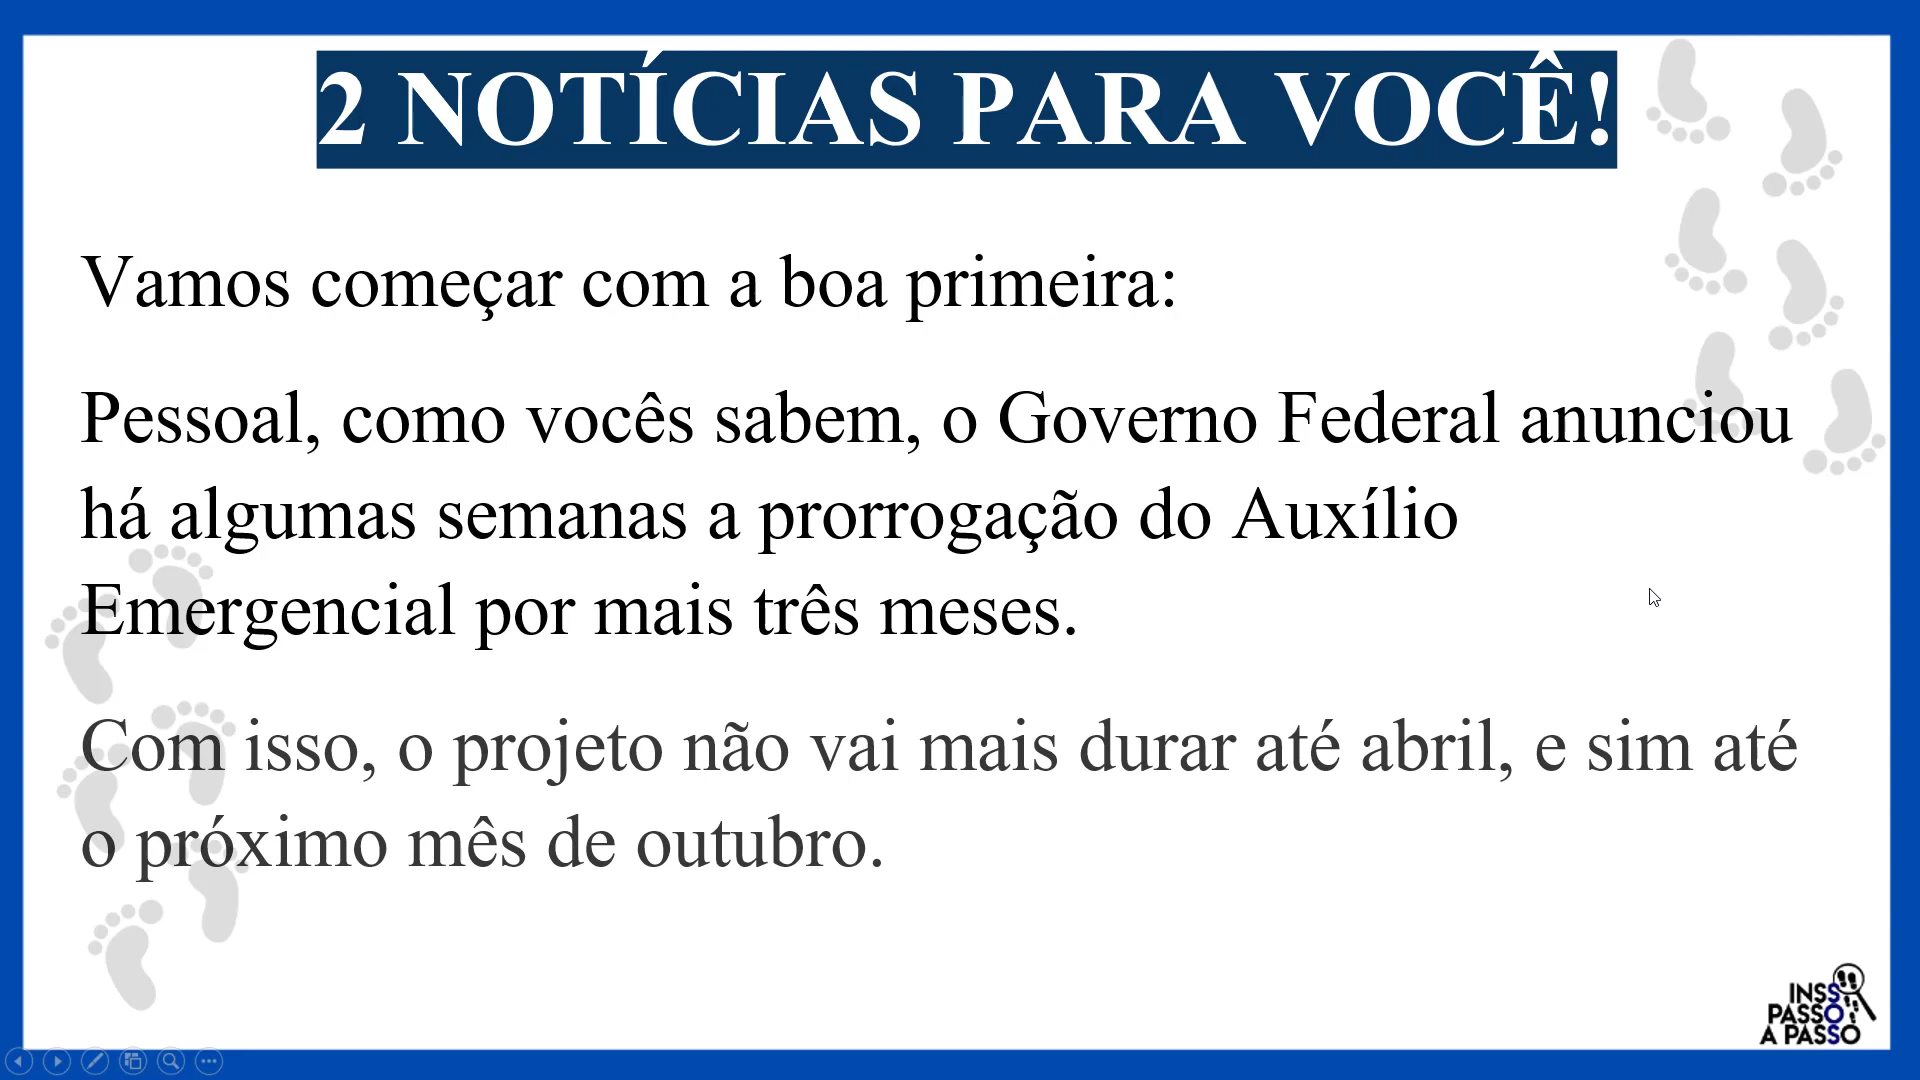 2 NOTÍCIAS PARA VOCÊ!
Vamos começar com a boa primeira:
Pessoal, como vocês sabem, o Governo Federal anunciou
há algumas semanas a prorrogação do Auxílio
Emergencial por mais três meses.
Com isso, o projeto não vai mais durar até abril, e sim até
o próximo mês de outubro.
INSS
PASSO
A PASSO